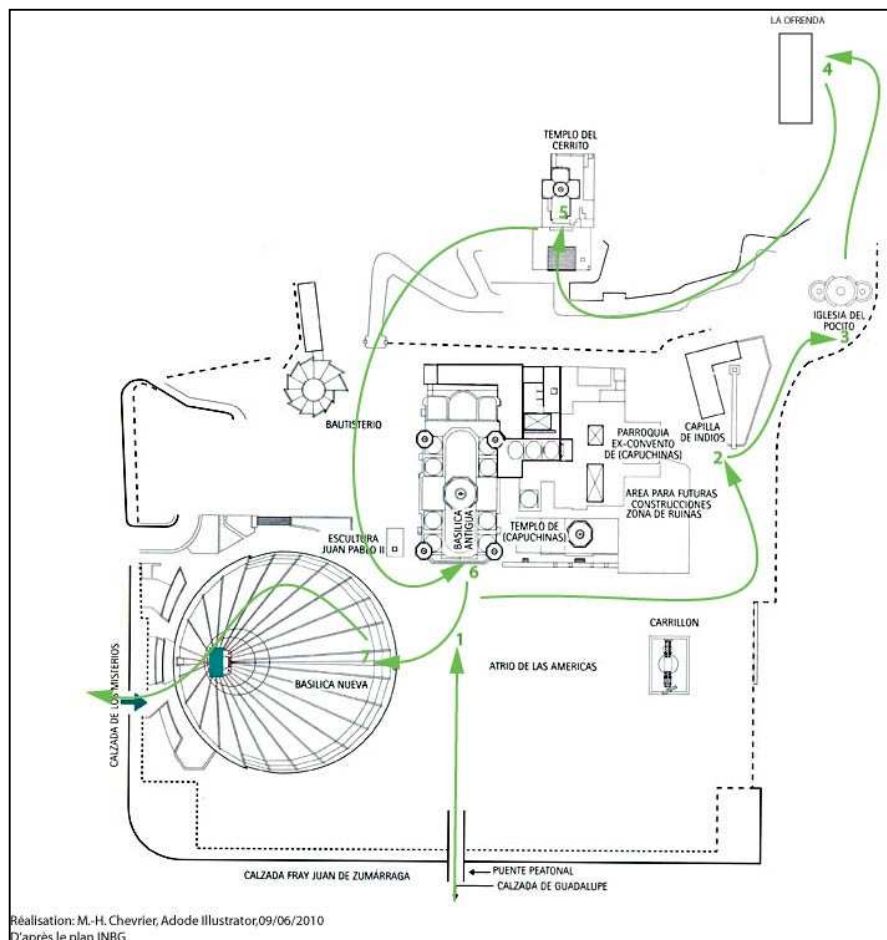 LA OFRENDA
4
TEMPLO DEL
CERRITO
5
IGLESIA DEL
POCITO
3
BAUTISTERIO
CAPILLA
DE INDIOS
PARROQUIA
EX-CONVENTO
DE (CAPUCHINAS)
2
AREA PARA FUTURAS
CONSTRUCCIONES
ZONA DE RUINAS
BASILICA
ANTIGUA
TEMPLO DE
(CAPUCHINAS)
ESCULTURA
JUAN PABLO II
6
CARRILLON
1
7
ATRIO DE LAS AMERICAS
BASILICA NUEVA
CALZADA DE LOS MISTERIOS
PUENTE PEATONAL
CALZADA FRAY JUAN DE ZUMÁRRAGA
CALZADA DE GUADALUPE
Réalisation: M.-H. Chevrier, Adode Illustrator,09/06/2010
D'après le plan INBG